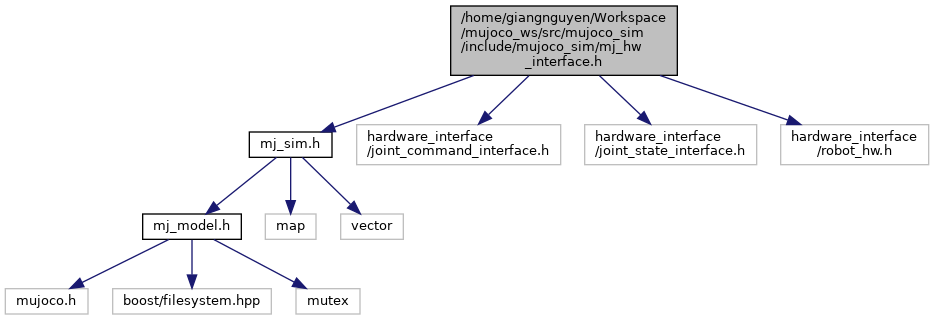 /home/giangnguyen/Workspace
/mujoco_ws/src/mujoco_sim
/include/mujoco_sim/mj_hw
_interface.h
mj_sim.h
hardware_interface
/joint_command_interface.h
hardware_interface
/joint_state_interface.h
hardware_interface
/robot_hw.h
mj_model.h
map
vector
mujoco.h
boost/filesystem.hpp
mutex